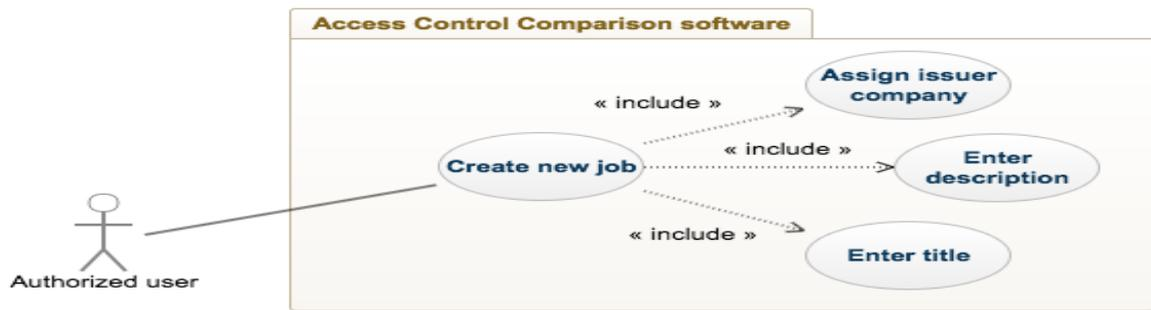 Access Control Comparison software
Assign issuer
company
« include »
« include »
Create new job
Enter
description
« include »
Enter title
Authorized user